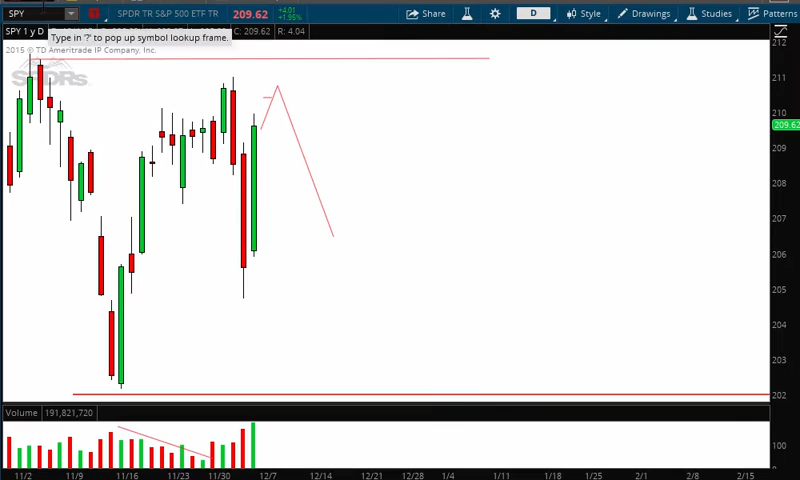 SPY
1
SPDR TR S&P 500 ETF TR
209.62
+4.01
+1.95%
Share
D
Style
Drawings
Studies
Patterns
SPY 1 y D
Type in '?' to pop up symbol lookup frame.
C: 209.62
R: 4.04
2015 © TD Ameritrade IP Company, Inc.
SPDRs
212
211
210
209.62
209
208
207
206
205
204
203
202
Volume
191,821,720
100
0
11/2
11/9
11/16
11/23
11/30
12/7
12/14
12/21
12/28
1/4
1/11
1/18
1/25
2/1
2/8
2/15